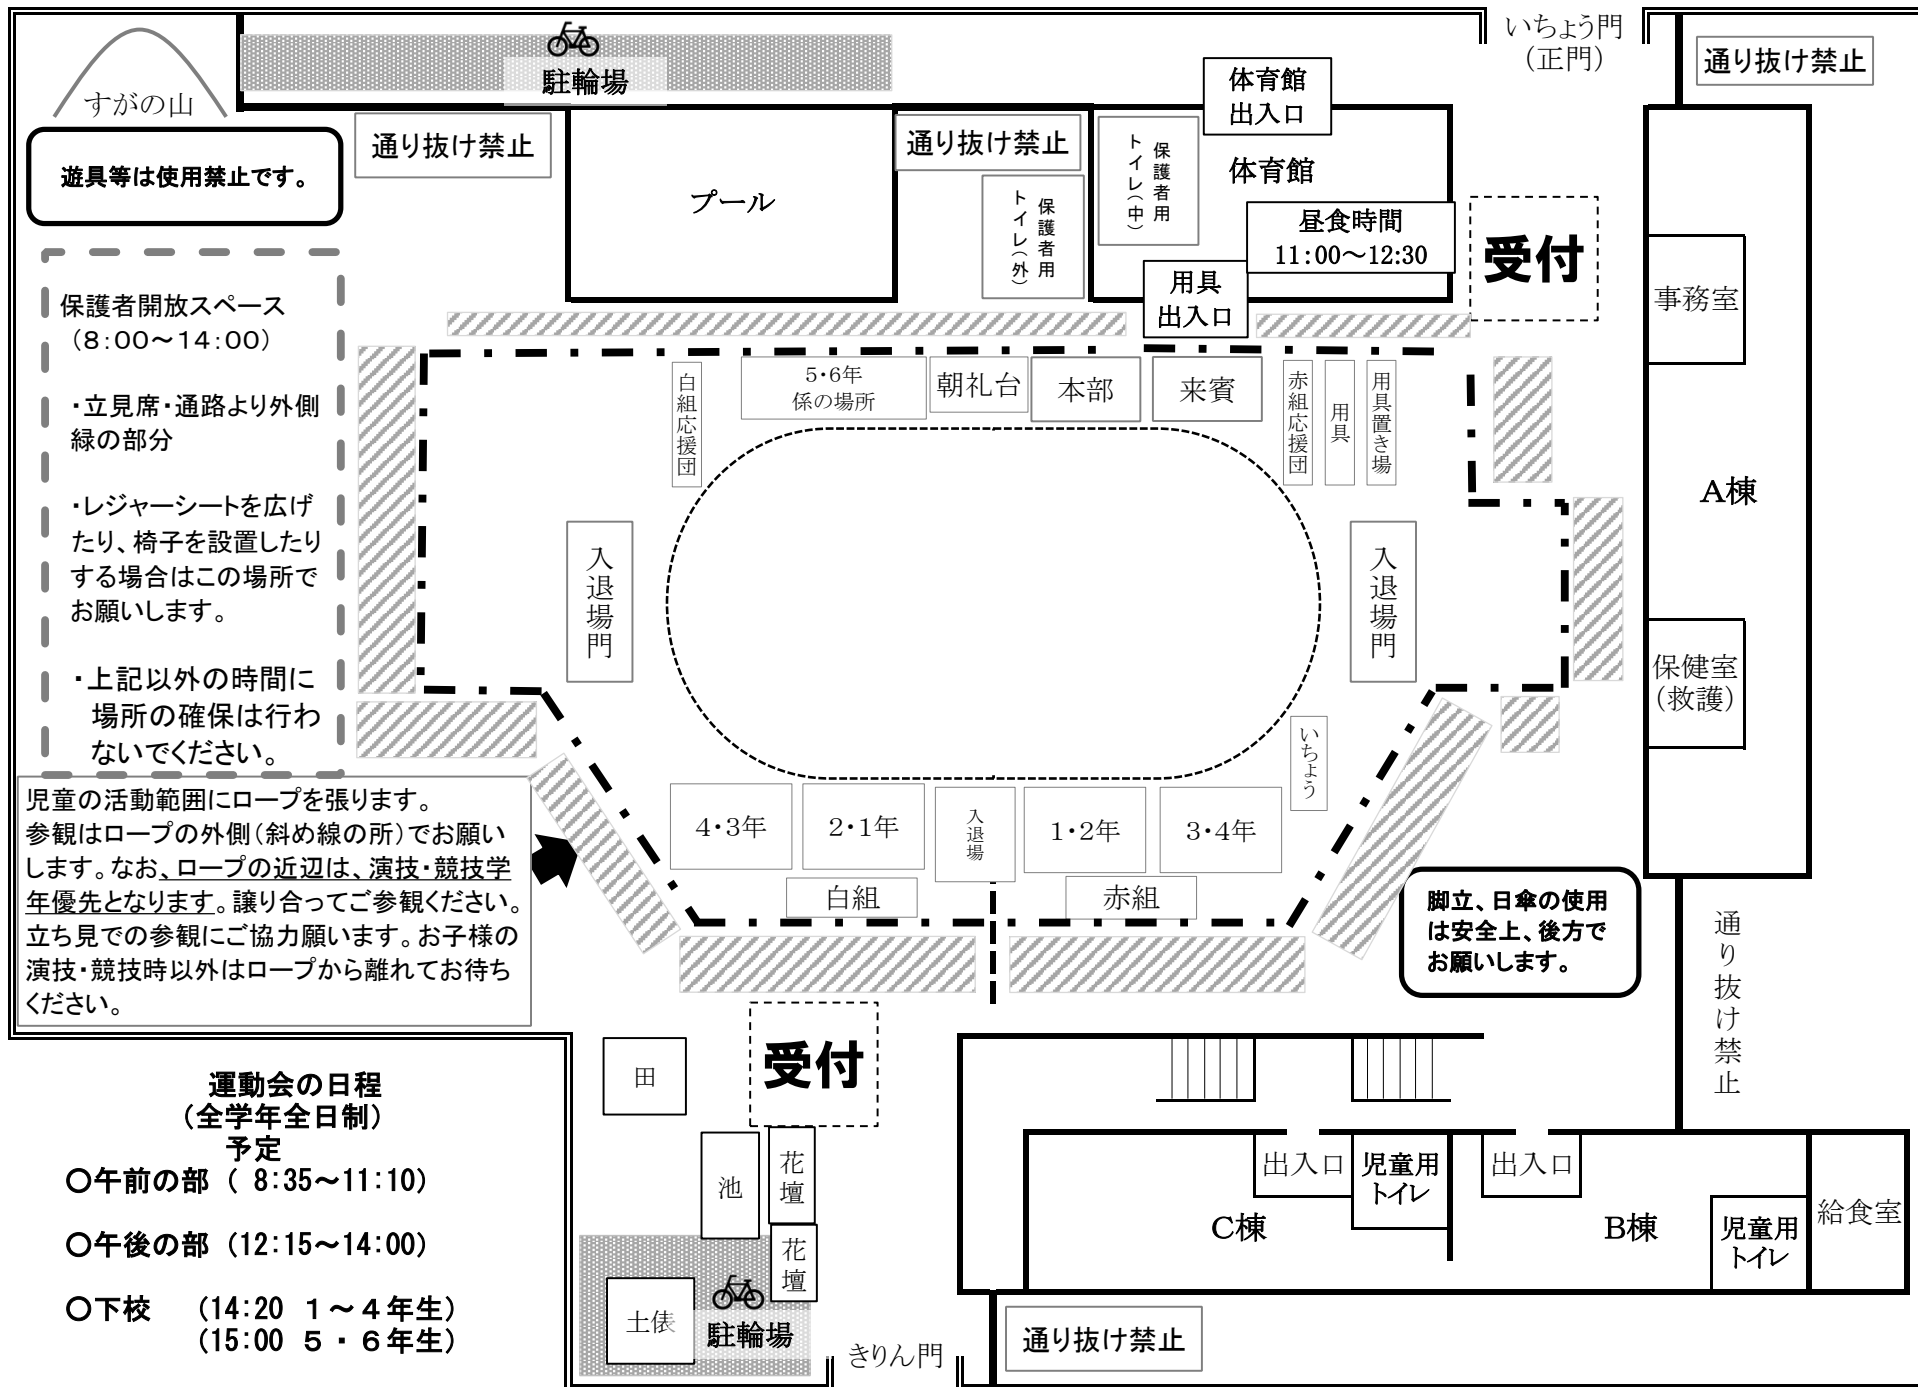 いちょう門
(正門)
通り抜け禁止
駐輪場
すがの山
遊具等は使用禁止です。
通り抜け禁止
プール
通り抜け禁止
保護者用
トイレ(外)
保護者用
トイレ(中)
体育館
出入口
体育館
昼食時間
11:00～12:30
用具
出入口
受付
事務室
A棟
保健室
(救護)
保護者開放スペース
(8:00～14:00)
・立見席・通路より外側
緑の部分
・レジャーシートを広げ
たり、椅子を設置したり
する場合はこの場所で
お願いします。
・上記以外の時間に
場所の確保は行わ
ないでください。
白組応援団
5・6年
係の場所
朝礼台
本部
来賓
赤組応援団
用具
用具置き場
入退場門
入退場門
いちょう
4・3年
2・1年
入退場
1・2年
3・4年
白組
赤組
児童の活動範囲にロープを張ります。
参観はロープの外側(斜め線の所)でお願い
します。なお、ロープの近辺は、演技・競技学
年優先となります。譲り合ってご参観ください。
立ち見での参観にご協力願います。お子様の
演技・競技時以外はロープから離れてお待ち
ください。
脚立、日傘の使用
は安全上、後方で
お願いします。
通り抜け禁止
運動会の日程
(全学年全日制)
予定
○午前の部 ( 8:35～11:10)
○午後の部 (12:15～14:00)
○下校 (14:20 １～４年生)
(15:00 ５・６年生)
田
受付
池
花壇
花壇
土俵
駐輪場
きりん門
通り抜け禁止
出入口
児童用
トイレ
出入口
C棟
B棟
児童用
トイレ
給食室